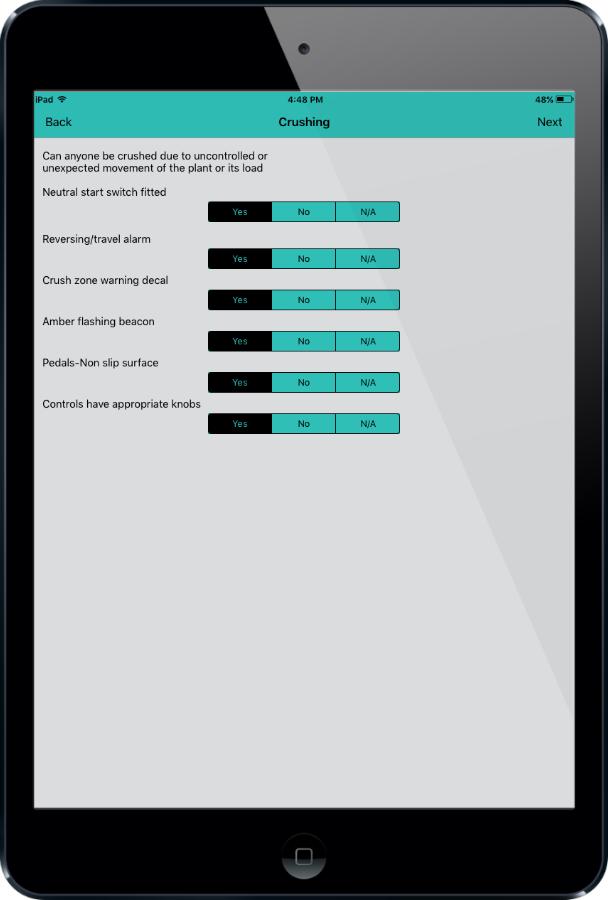 iPad 4:48 PM 48%
Back Crushing Next
Can anyone be crushed due to uncontrolled or
unexpected movement of the plant or its load
Neutral start switch fitted
Yes No N/A
Reversing/travel alarm
Yes No N/A
Crush zone warning decal
Yes No N/A
Amber flashing beacon
Yes No N/A
Pedals-Non slip surface
Yes No N/A
Controls have appropriate knobs
Yes No N/A